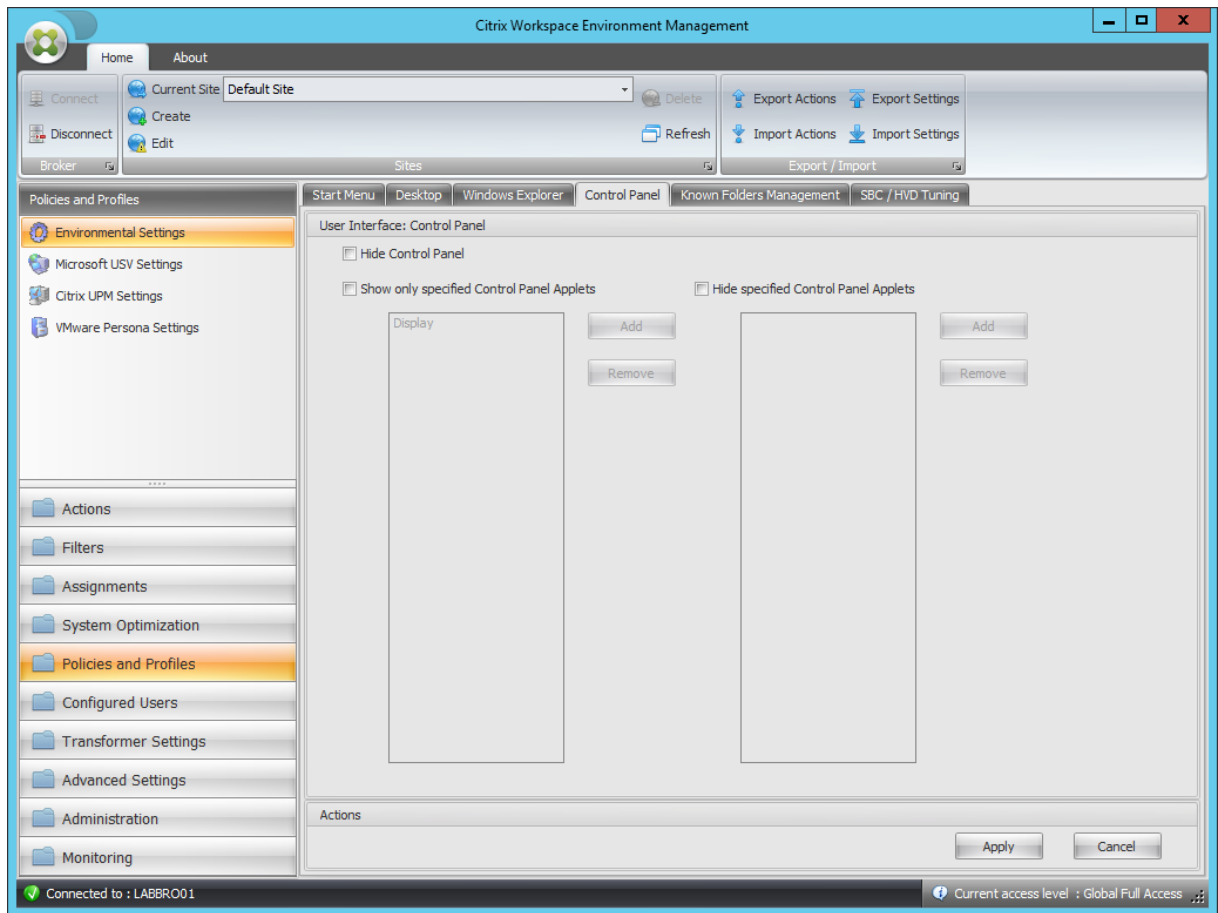 Citrix Workspace Environment Management
Home About
Connect
Disconnect
Broker
Current Site Default Site
Create
Edit
Delete
Refresh
Sites
Export Actions Export Settings
Import Actions Import Settings
Export / Import
Policies and Profiles
Environmental Settings
Microsoft USV Settings
Citrix UPM Settings
VMware Persona Settings
Actions
Filters
Assignments
System Optimization
Policies and Profiles
Configured Users
Transformer Settings
Advanced Settings
Administration
Monitoring
Start Menu Desktop Windows Explorer Control Panel Known Folders Management SBC / HVD Tuning
User Interface: Control Panel
Hide Control Panel
Show only specified Control Panel Applets
Display
Add
Remove
Hide specified Control Panel Applets
Add
Remove
Actions
Apply Cancel
Connected to : LABBRO01
Current access level : Global Full Access